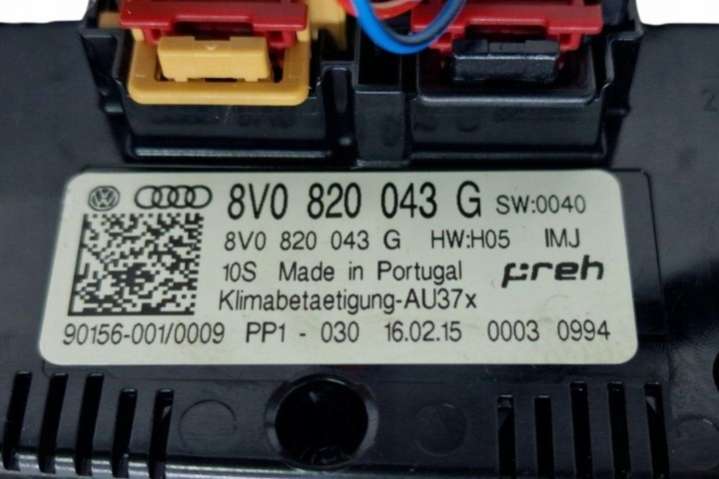 8V0 820 043 G SW:0040
8V0 820 043 G HW:H05 IMJ
10S Made in Portugal preh
Klimabetaetigung-AU37x
90156-001/0009 PP1 - 030 16.02.15 0003 0994